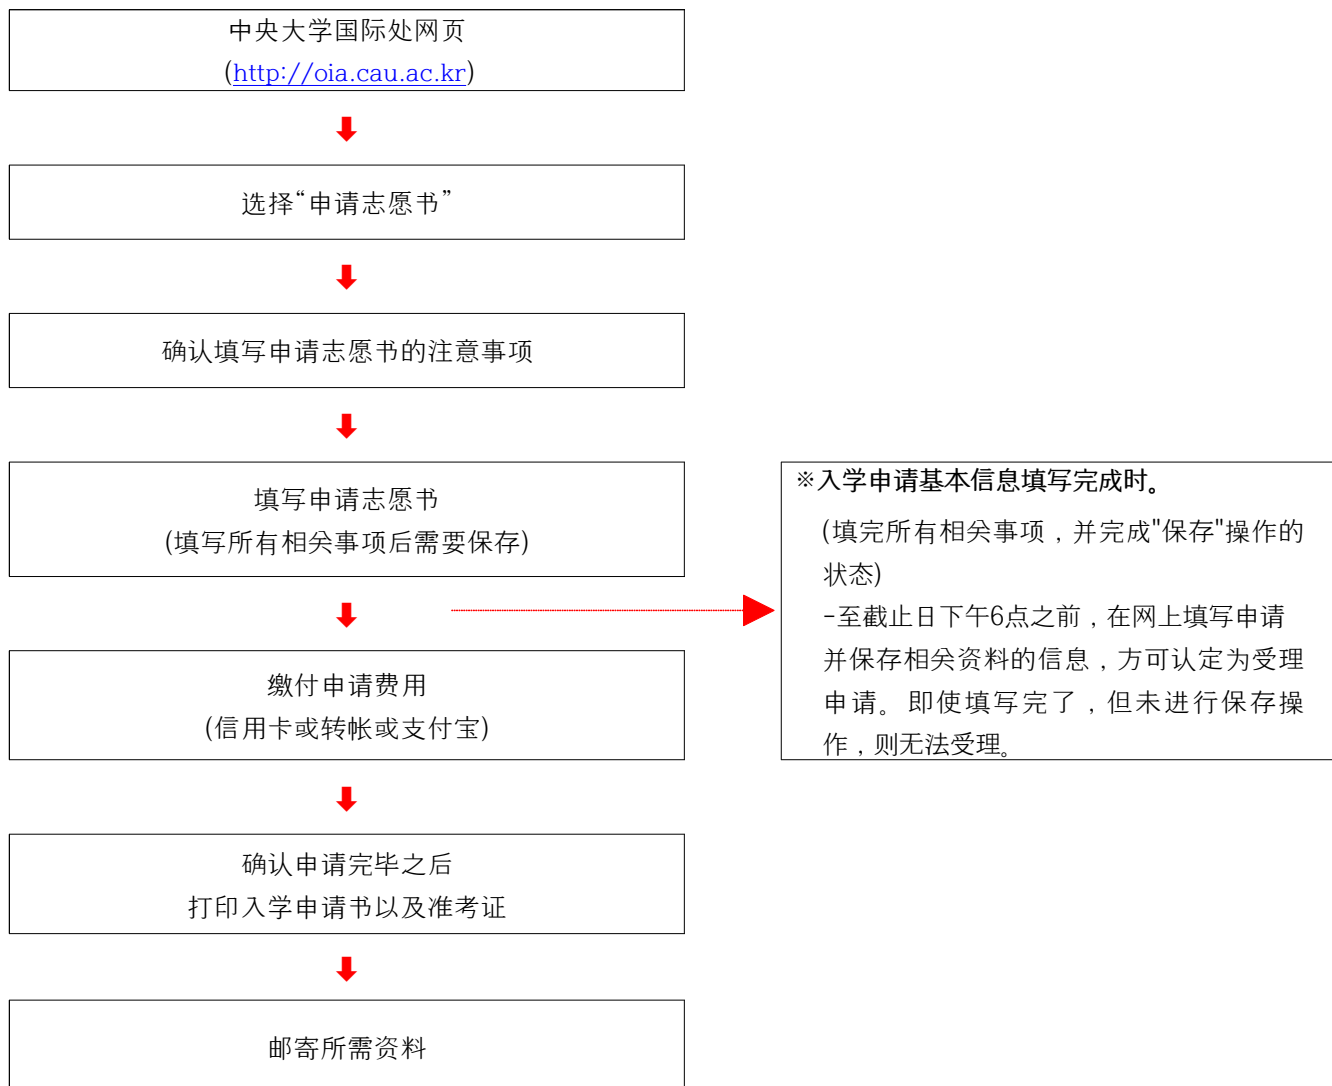 中央大学国际处网页
(http://oia.cau.ac.kr)
选择“申请志愿书”
确认填写申请志愿书的注意事项
填写申请志愿书
(填写所有相关事项后需要保存)
※入学申请基本信息填写完成时。
(填完所有相关事项，并完成"保存"操作的
状态)
-至截止日下午6点之前，在网上填写申请
并保存相关资料的信息，方可认定为受理
申请。即使填写完了，但未进行保存操
作，则无法受理。
缴付申请费用
(信用卡或转帐或支付宝)
确认申请完毕之后
打印入学申请书以及准考证
邮寄所需资料